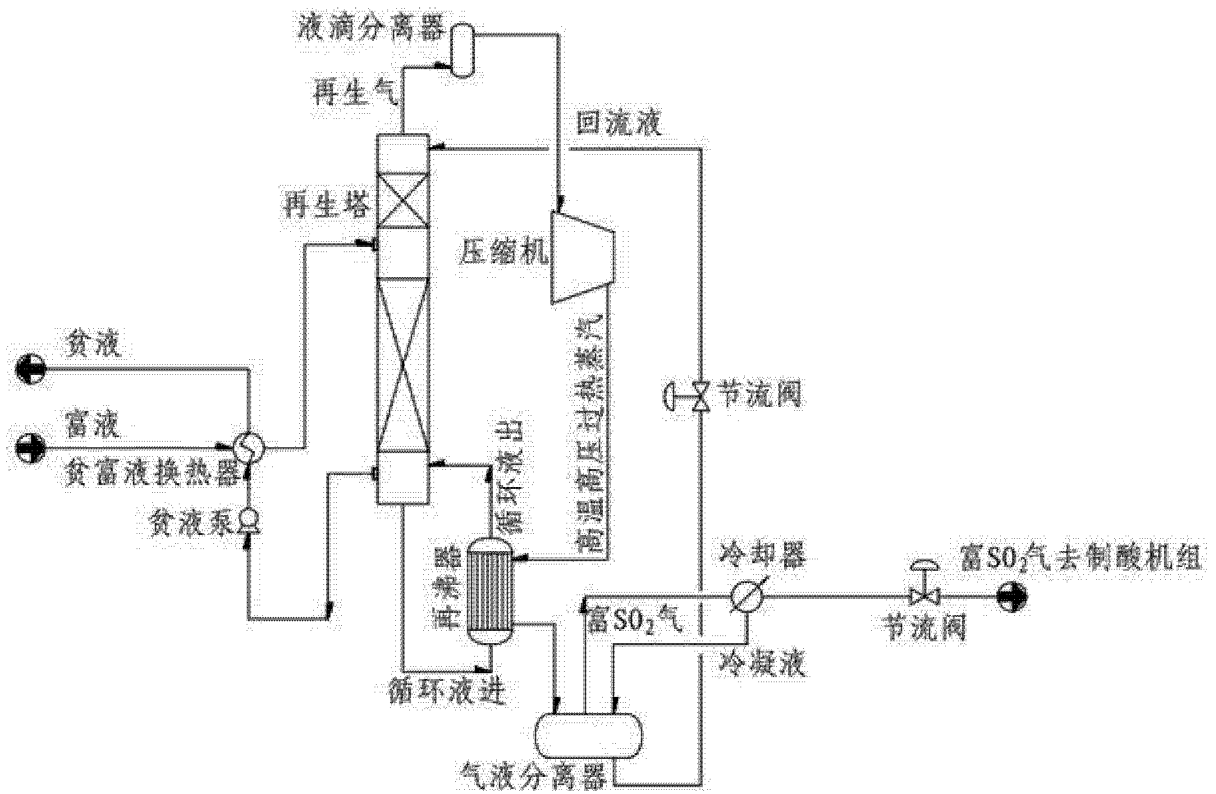 液滴分离器
再生气
回流液
再生塔
压缩机
贫液
高温高压过热蒸汽
节流阀
富液
循环液出
贫富液换热器
贫液泵
再沸器
冷却器
富SO₂气去制酸机组
富SO₂气
节流阀
冷凝液
循环液进
气液分离器